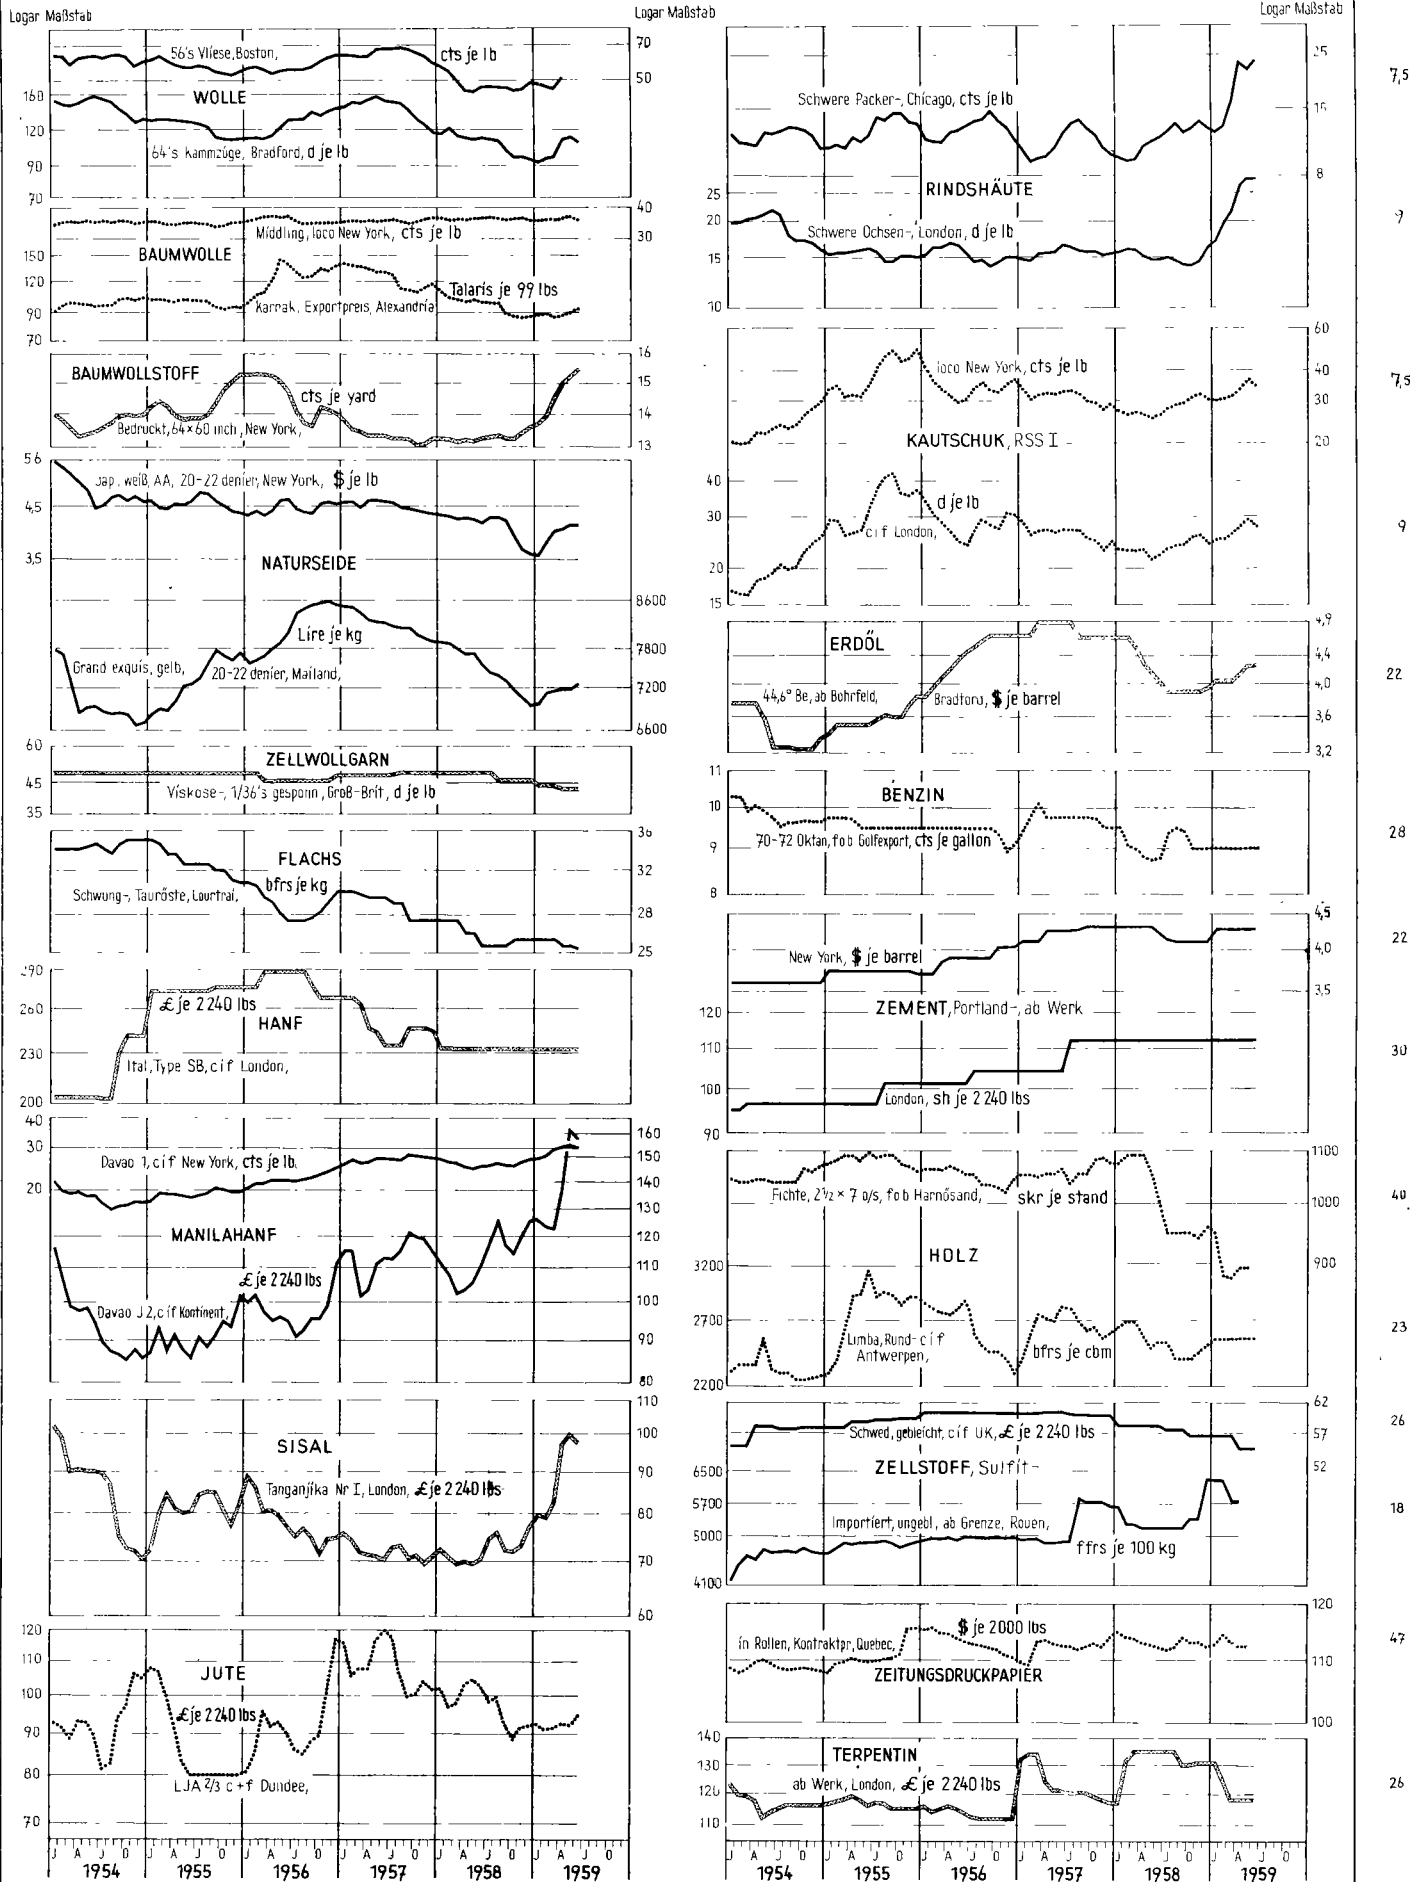 Logar Maßstab
Logar Maßstab
Logar Maßstab
56's Vliese, Boston, cts je lb
70
50
WOLLE
160
120
90
70
64's Kammzüge, Bradford, d je lb
40
30
Middling, loco New York, cts je lb
BAUMWOLLE
150
120
90
70
Talaris je 99 lbs
Karnak, Exportpreis, Alexandria
16
15
14
13
BAUMWOLLSTOFF
cts je yard
Bedruckt, 64×60 inch, New York,
5,6
4,5
3,5
Jap. weiß, AA, 20-22 denier, New York, $ je lb
NATURSEIDE
8600
7800
7200
6600
Lire je kg
Grand exquis, gelb, 20-22 denier, Mailand,
60
45
35
ZELLWOLLGARN
Viskose-, 1/36's gesponn, Groß-Brit, d je lb
36
32
28
25
FLACHS
bfrs je kg
Schwung-, Tauröste, Courtrai,
290
260
230
200
£ je 2240 lbs
HANF
Ital, Type SB, cif London,
40
30
20
Davao 1, cif New York, cts je lb
160
150
140
130
120
110
100
90
80
MANILAHANF
£ je 2240 lbs
Davao J 2, cif Kontinent,
110
100
90
80
70
60
SISAL
Tanganjika Nr I, London, £ je 2240 lbs
120
110
100
90
80
70
JUTE
£ je 2240 lbs
LJA 2/3 c+f Dundee,
J A J O J A J O J A J O J A J O J A J O J A J O
1954 1955 1956 1957 1958 1959
25
15
8
Schwere Packer-, Chicago, cts je lb
RINDSHÄUTE
25
20
15
10
Schwere Ochsen-, London, d je lb
60
40
30
20
loco New York, cts je lb
KAUTSCHUK, RSS I
40
30
20
15
d je lb
cif London,
4,9
4,4
4,0
3,6
3,2
ERDÖL
44,6° Be, ab Bohrfeld, Bradford, $ je barrel
11
10
9
8
BENZIN
70-72 Oktan, fob Golfexport, cts je gallon
4,5
4,0
3,5
New York, $ je barrel
ZEMENT, Portland-, ab Werk
120
110
100
90
London, sh je 2240 lbs
1100
1000
900
Fichte, 2½ × 7 o/s, fob Härnösand, skr je stand
HOLZ
3200
2700
2200
Limba, Rund- cif
Antwerpen, bfrs je cbm
62
57
52
Schwed, gebleicht, cif UK, £ je 2240 lbs
ZELLSTOFF, Sulfit-
6500
5700
5000
4100
Importiert, ungebl, ab Grenze, Rouen,
ffrs je 100 kg
120
110
100
$ je 2000 lbs
in Rollen, Kontraktpr, Quebec,
ZEITUNGSDRUCKPAPIER
140
130
120
110
TERPENTIN
ab Werk, London, £ je 2240 lbs
J A J O J A J O J A J O J A J O J A J O J A J O
1954 1955 1956 1957 1958 1959
7,5
9
7,5
9
22
28
22
30
40
23
26
18
47
26